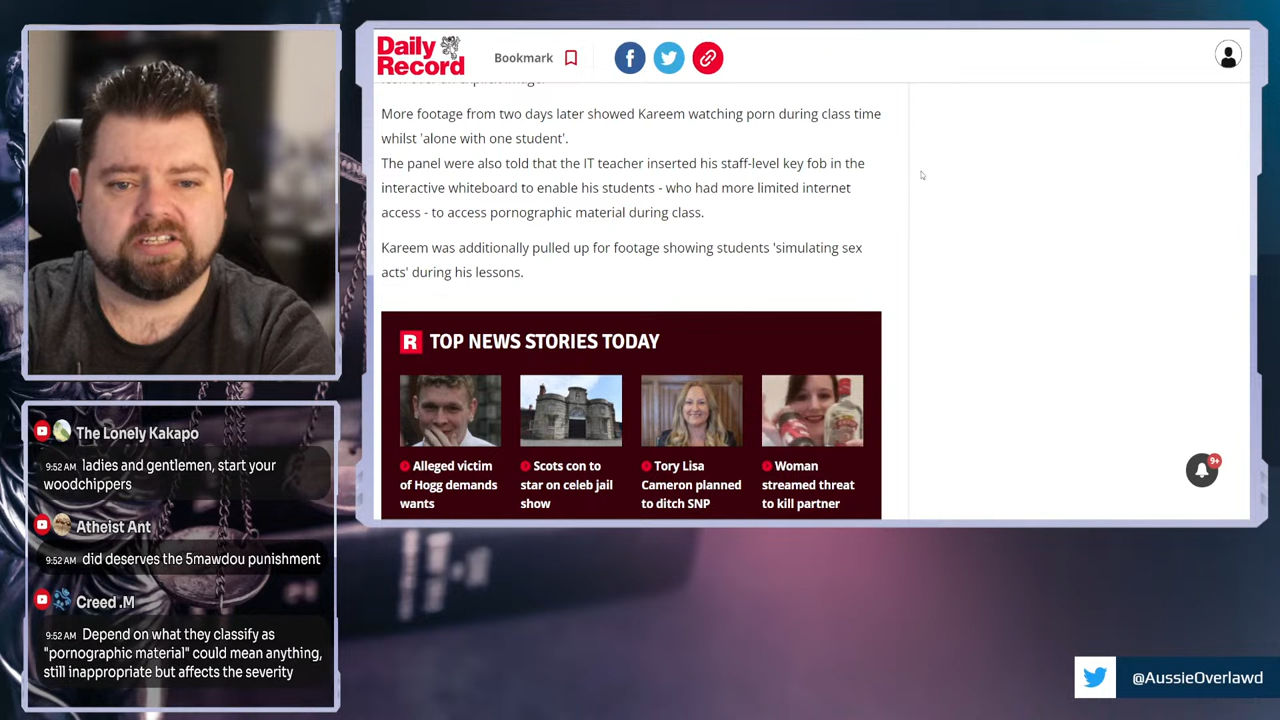 Daily
Record
Bookmark
More footage from two days later showed Kareem watching porn during class time
whilst 'alone with one student'.
The panel were also told that the IT teacher inserted his staff-level key fob in the
interactive whiteboard to enable his students - who had more limited internet
access - to access pornographic material during class.
Kareem was additionally pulled up for footage showing students 'simulating sex
acts' during his lessons.
R TOP NEWS STORIES TODAY
Alleged victim
of Hogg demands
wants
Scots con to
star on celeb jail
show
Tory Lisa
Cameron planned
to ditch SNP
Woman
streamed threat
to kill partner
9+
The Lonely Kakapo
9:52 AM ladies and gentlemen, start your
woodchippers
Atheist Ant
9:52 AM did deserves the 5mawdou punishment
Creed .M
9:52 AM Depend on what they classify as
"pornographic material" could mean anything,
still inappropriate but affects the severity
@AussieOverlawd